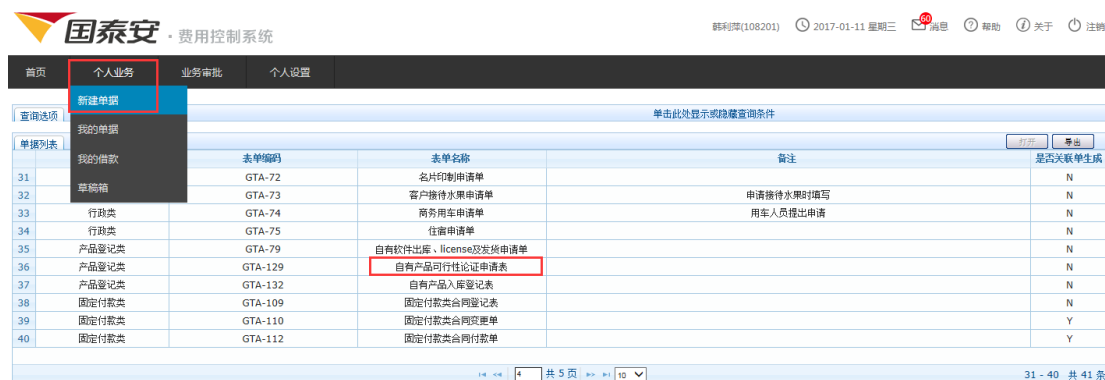 国泰安 · 费用控制系统
韩利萍(108201) 2017-01-11 星期三 60 消息 帮助 关于 注销
首页 个人业务 业务审批 个人设置
新建单据
我的单据
我的借款
草稿箱
查询选项 单击此处显示或隐藏查询条件
单据列表 打开 导出
表单编码 表单名称 备注 是否关联单生成
31 GTA-72 名片印制申请单 N
32 GTA-73 客户接待水果申请单 申请接待水果时填写 N
33 行政类 GTA-74 商务用车申请单 用车人员提出申请 N
34 行政类 GTA-75 住宿申请单 N
35 产品登记类 GTA-79 自有软件出库、license及发货申请单 N
36 产品登记类 GTA-129 自有产品可行性论证申请表 N
37 产品登记类 GTA-132 自有产品入库登记表 N
38 固定付款类 GTA-109 固定付款类合同登记表 N
39 固定付款类 GTA-110 固定付款类合同变更单 Y
40 固定付款类 GTA-112 固定付款类合同付款单 Y
4 共 5 页 10 31 - 40 共 41 条